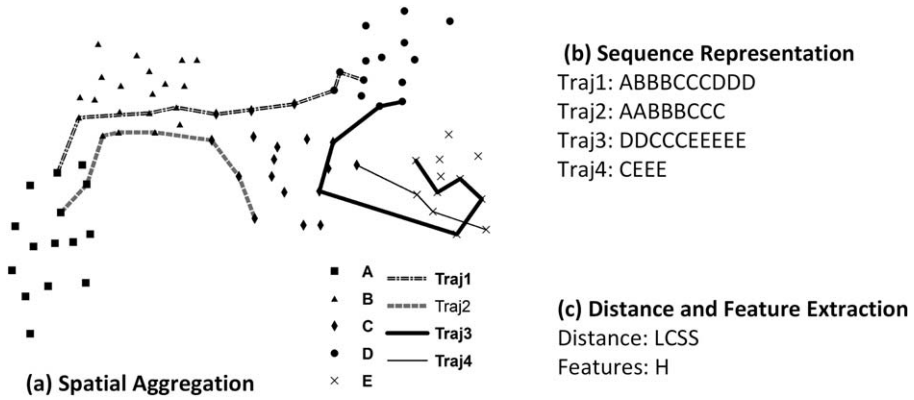 (b) Sequence Representation
Traj1: ABBBCCCDDD
Traj2: AABBBCCC
Traj3: DDCCCEEEEE
Traj4: CEEE
A
Traj1
B
Traj2
C
Traj3
D
Traj4
E
(a) Spatial Aggregation
(c) Distance and Feature Extraction
Distance: LCSS
Features: H